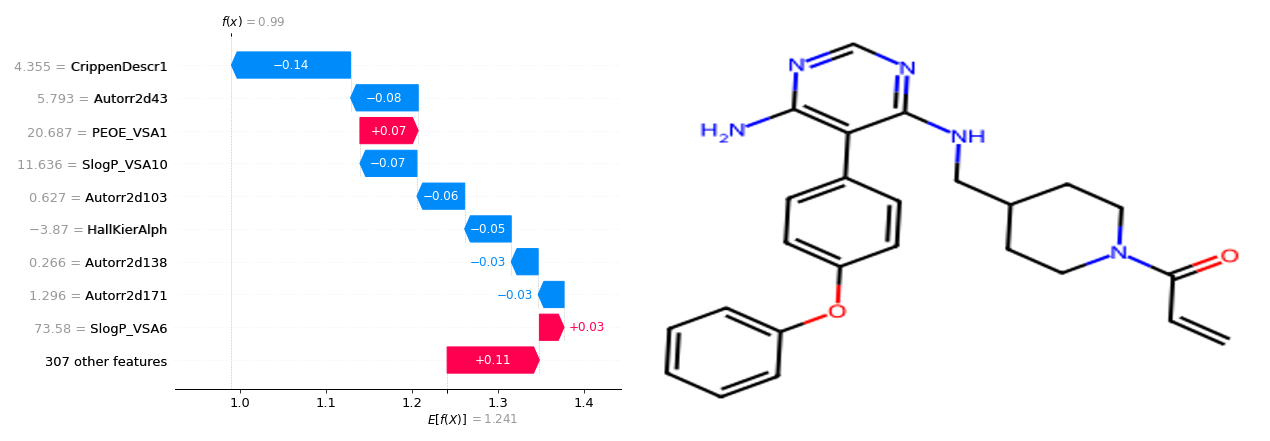 f(x) = 0.99
4.355 = CrippenDescr1
−0.14
5.793 = Autorr2d43
−0.08
20.687 = PEOE_VSA1
+0.07
11.636 = SlogP_VSA10
−0.07
0.627 = Autorr2d103
−0.06
−3.87 = HallKierAlph
−0.05
0.266 = Autorr2d138
−0.03
1.296 = Autorr2d171
−0.03
73.58 = SlogP_VSA6
+0.03
307 other features
+0.11
1.0 1.1 1.2 1.3 1.4
E[f(X)] = 1.241
N
N
H₂N
NH
N
O
O